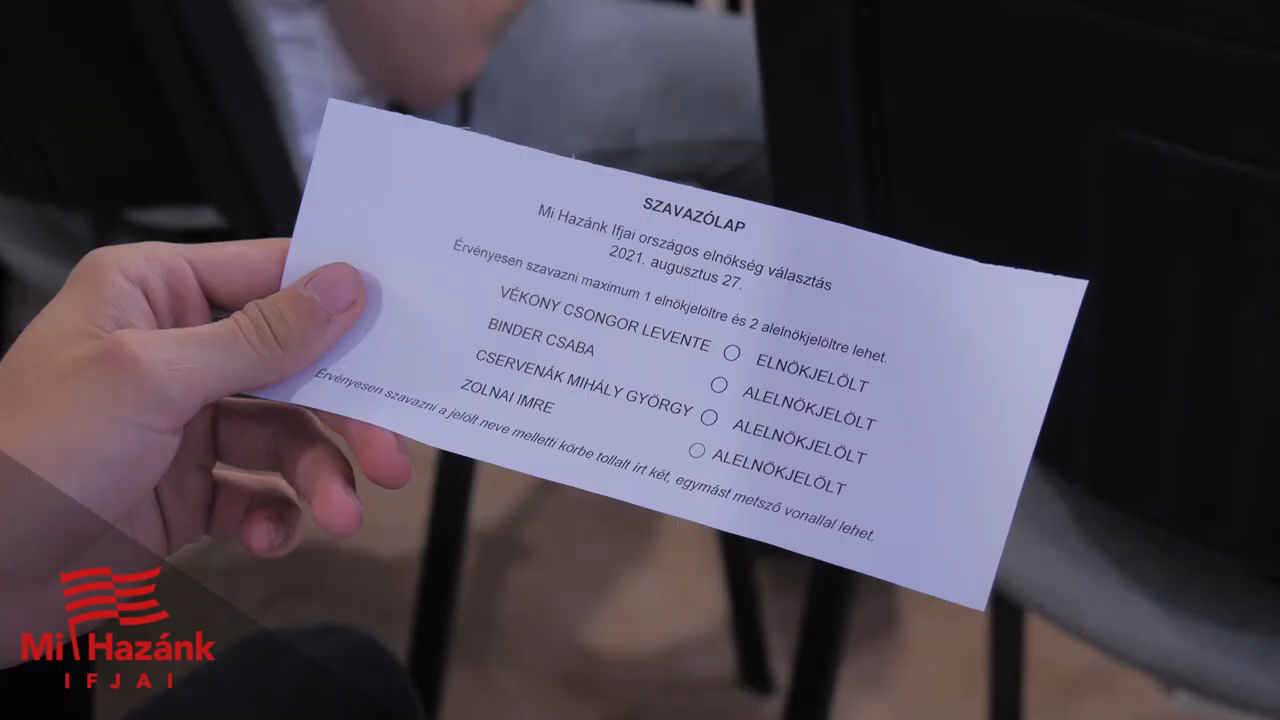 SZAVAZÓLAP
Mi Hazánk Ifjai országos elnökség választás
2021. augusztus 27.
Érvényesen szavazni maximum 1 elnökjelöltre és 2 alelnökjelöltre lehet.
VÉKONY CSONGOR LEVENTE ELNÖKJELÖLT
BINDER CSABA ALELNÖKJELÖLT
CSERVENÁK MIHÁLY GYÖRGY ALELNÖKJELÖLT
ZOLNAI IMRE ALELNÖKJELÖLT
Érvényesen szavazni a jelölt neve melletti körbe tollalt írt két, egymást metsző vonallal lehet.
Mi Hazánk
IFJAI